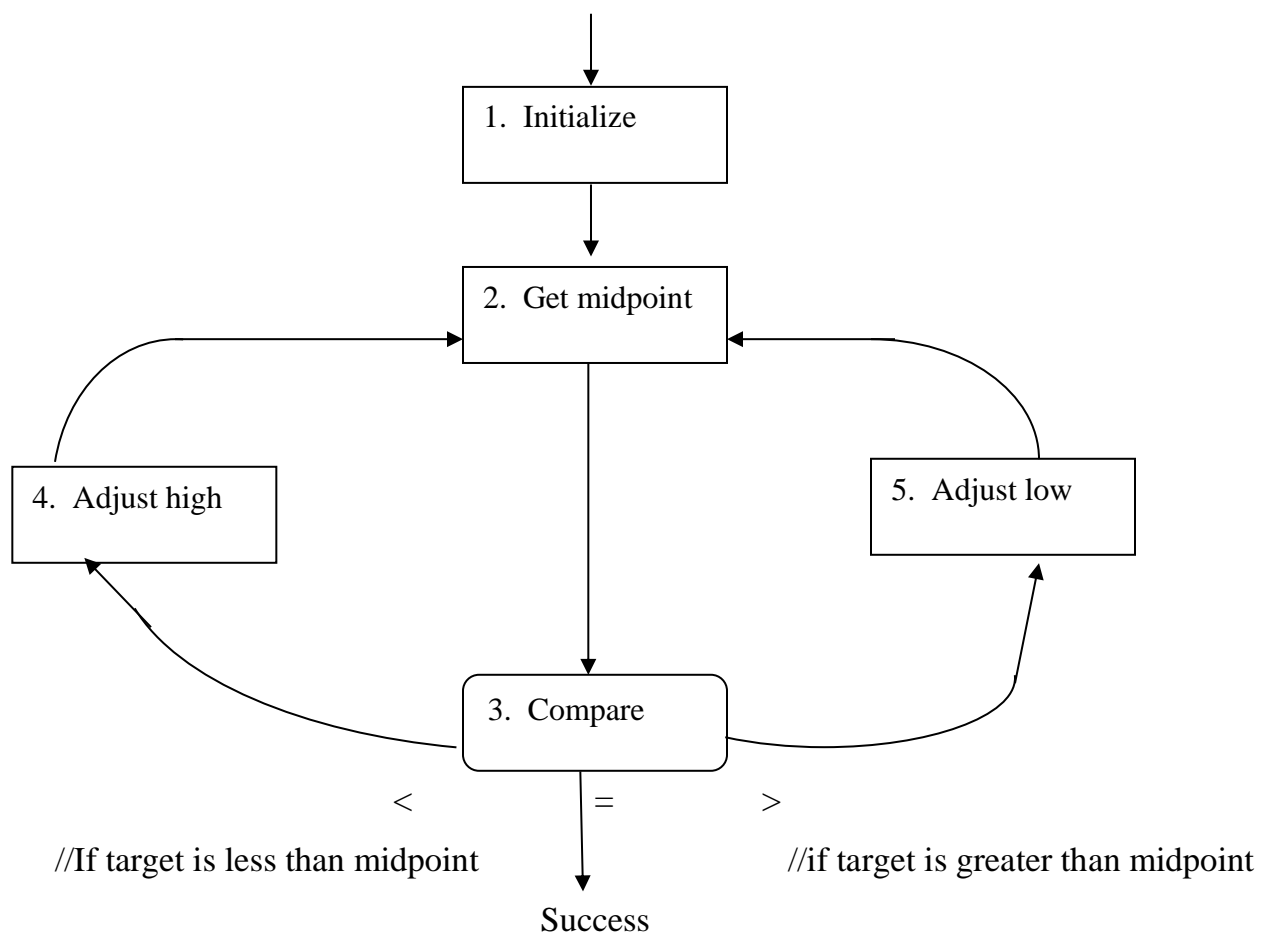 1. Initialize
2. Get midpoint
4. Adjust high
5. Adjust low
3. Compare
< = >
//If target is less than midpoint
//if target is greater than midpoint
Success